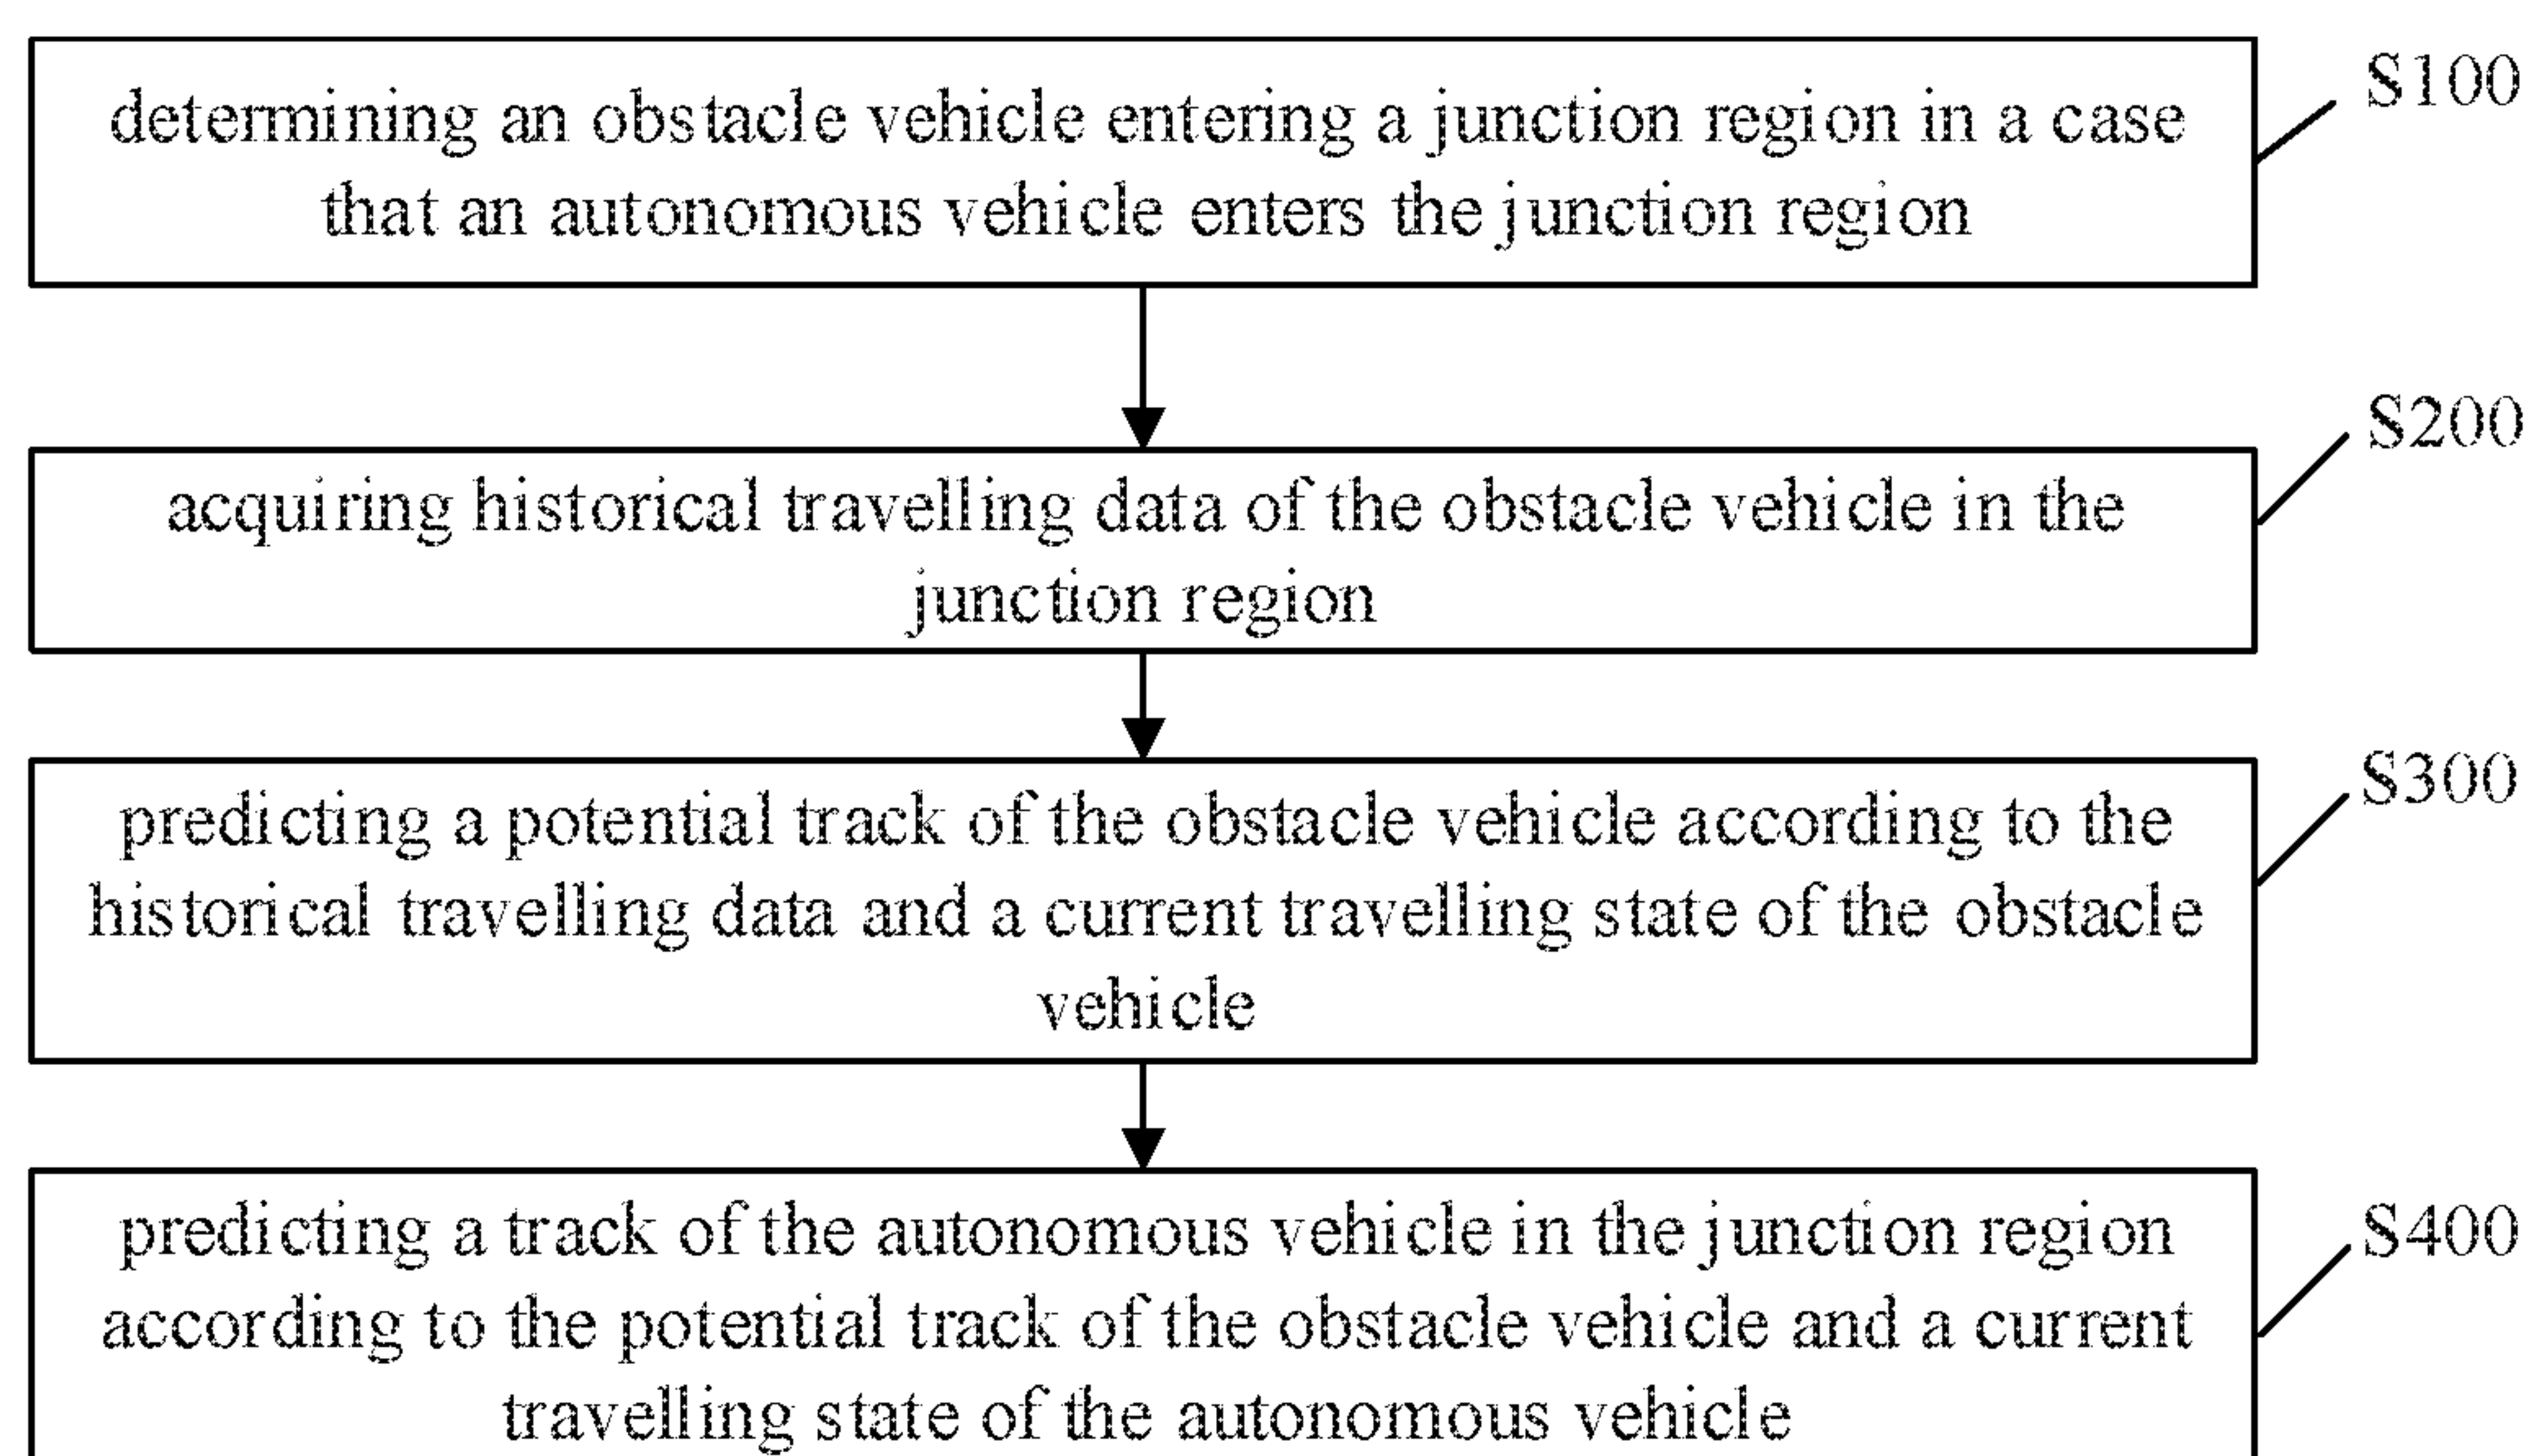 determining an obstacle vehicle entering a junction region in a case
that an autonomous vehicle enters the junction region
S100
acquiring historical travelling data of the obstacle vehicle in the
junction region
S200
predicting a potential track of the obstacle vehicle according to the
historical travelling data and a current travelling state of the obstacle
vehicle
S300
predicting a track of the autonomous vehicle in the junction region
according to the potential track of the obstacle vehicle and a current
travelling state of the autonomous vehicle
S400